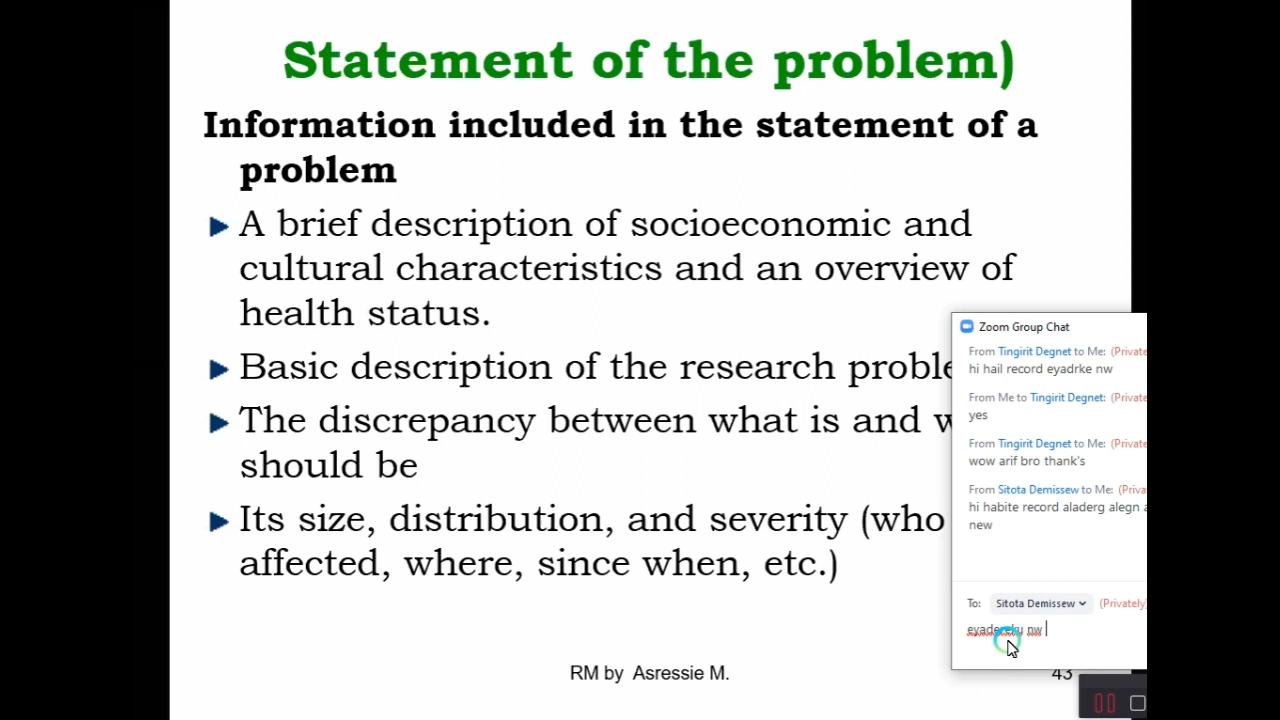 Statement of the problem)
Information included in the statement of a
problem
A brief description of socioeconomic and
cultural characteristics and an overview of
health status.
Basic description of the research
The discrepancy between what is and
should be
Its size, distribution, and severity (who
affected, where, since when, etc.)
RM by Asressie M.
43
Zoom Group Chat
From Tingirit Degnet to Me: (Private
hi hail record eyadrke nw
From Me to Tingirit Degnet: (Private
yes
From Tingirit Degnet to Me: (Private
wow arif bro thank's
From Sitota Demissew to Me: (Priva
hi habite record aladerg alegn a
new
To: Sitota Demissew (Privately)
nw